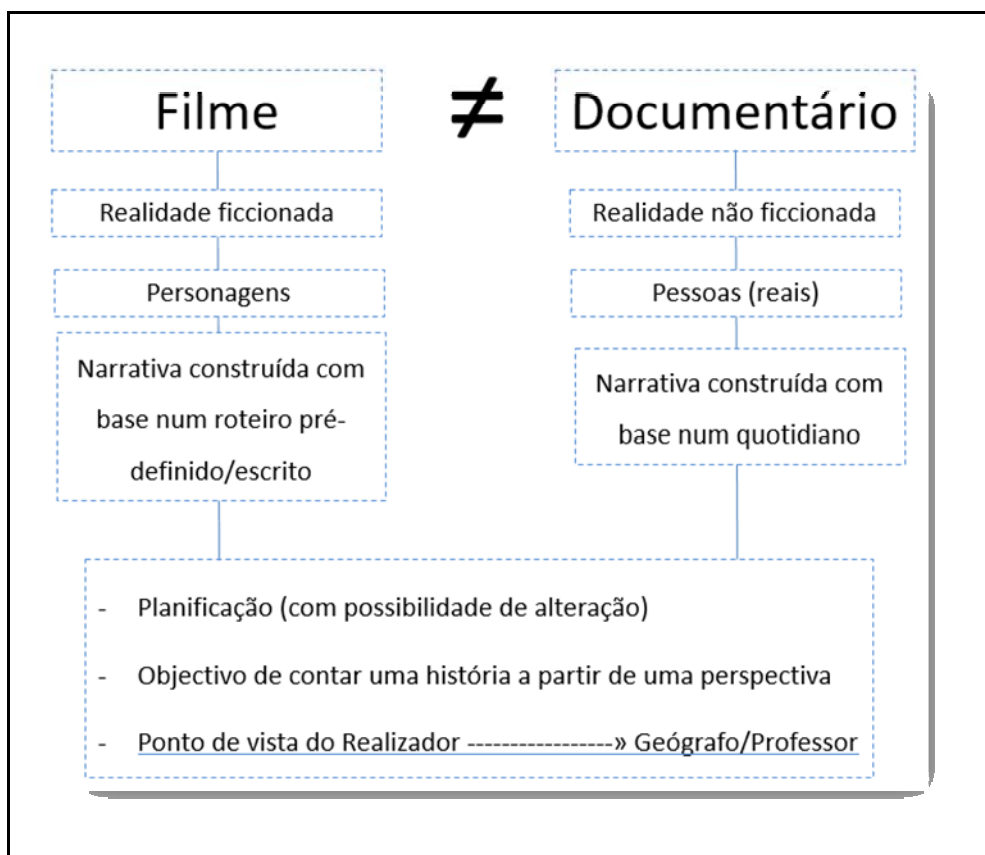 Filme
≠
Documentário
Realidade ficcionada
Realidade não ficcionada
Personagens
Pessoas (reais)
Narrativa construída com
base num roteiro pré-
definido/escrito
Narrativa construída com
base num quotidiano
- Planificação (com possibilidade de alteração)
- Objectivo de contar uma história a partir de uma perspectiva
- Ponto de vista do Realizador -----------------» Geógrafo/Professor